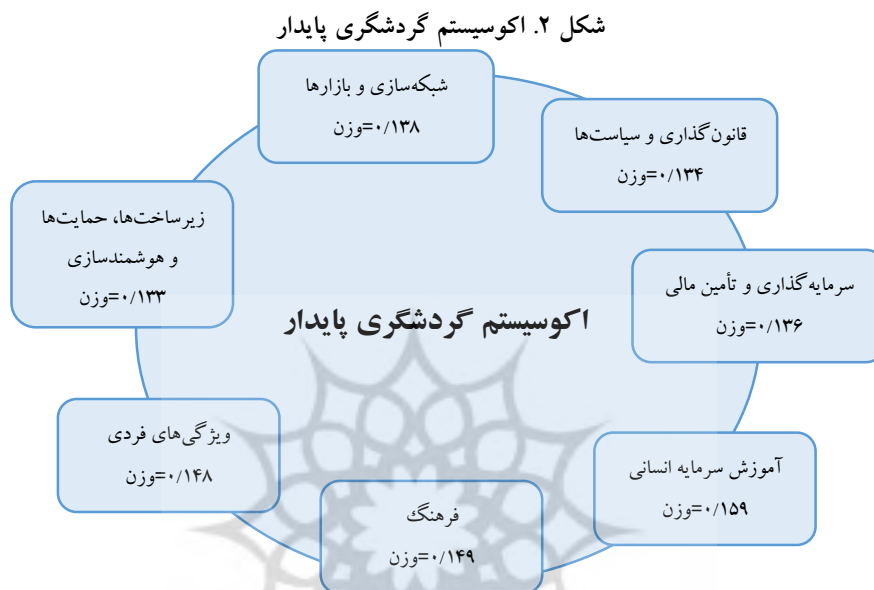 شکل ۲. اکوسیستم گردشگری پایدار
شبکه‌سازی و بازارها
وزن=۰/۱۳۸
قانون‌گذاری و سیاست‌ها
وزن=۰/۱۳۴
سرمایه‌گذاری و تأمین مالی
وزن=۰/۱۳۶
آموزش سرمایه انسانی
وزن=۰/۱۵۹
فرهنگ
وزن=۰/۱۴۹
ویژگی‌های فردی
وزن=۰/۱۴۸
زیرساخت‌ها، حمایت‌ها
و هوشمندسازی
وزن=۰/۱۳۳
اکوسیستم گردشگری پایدار